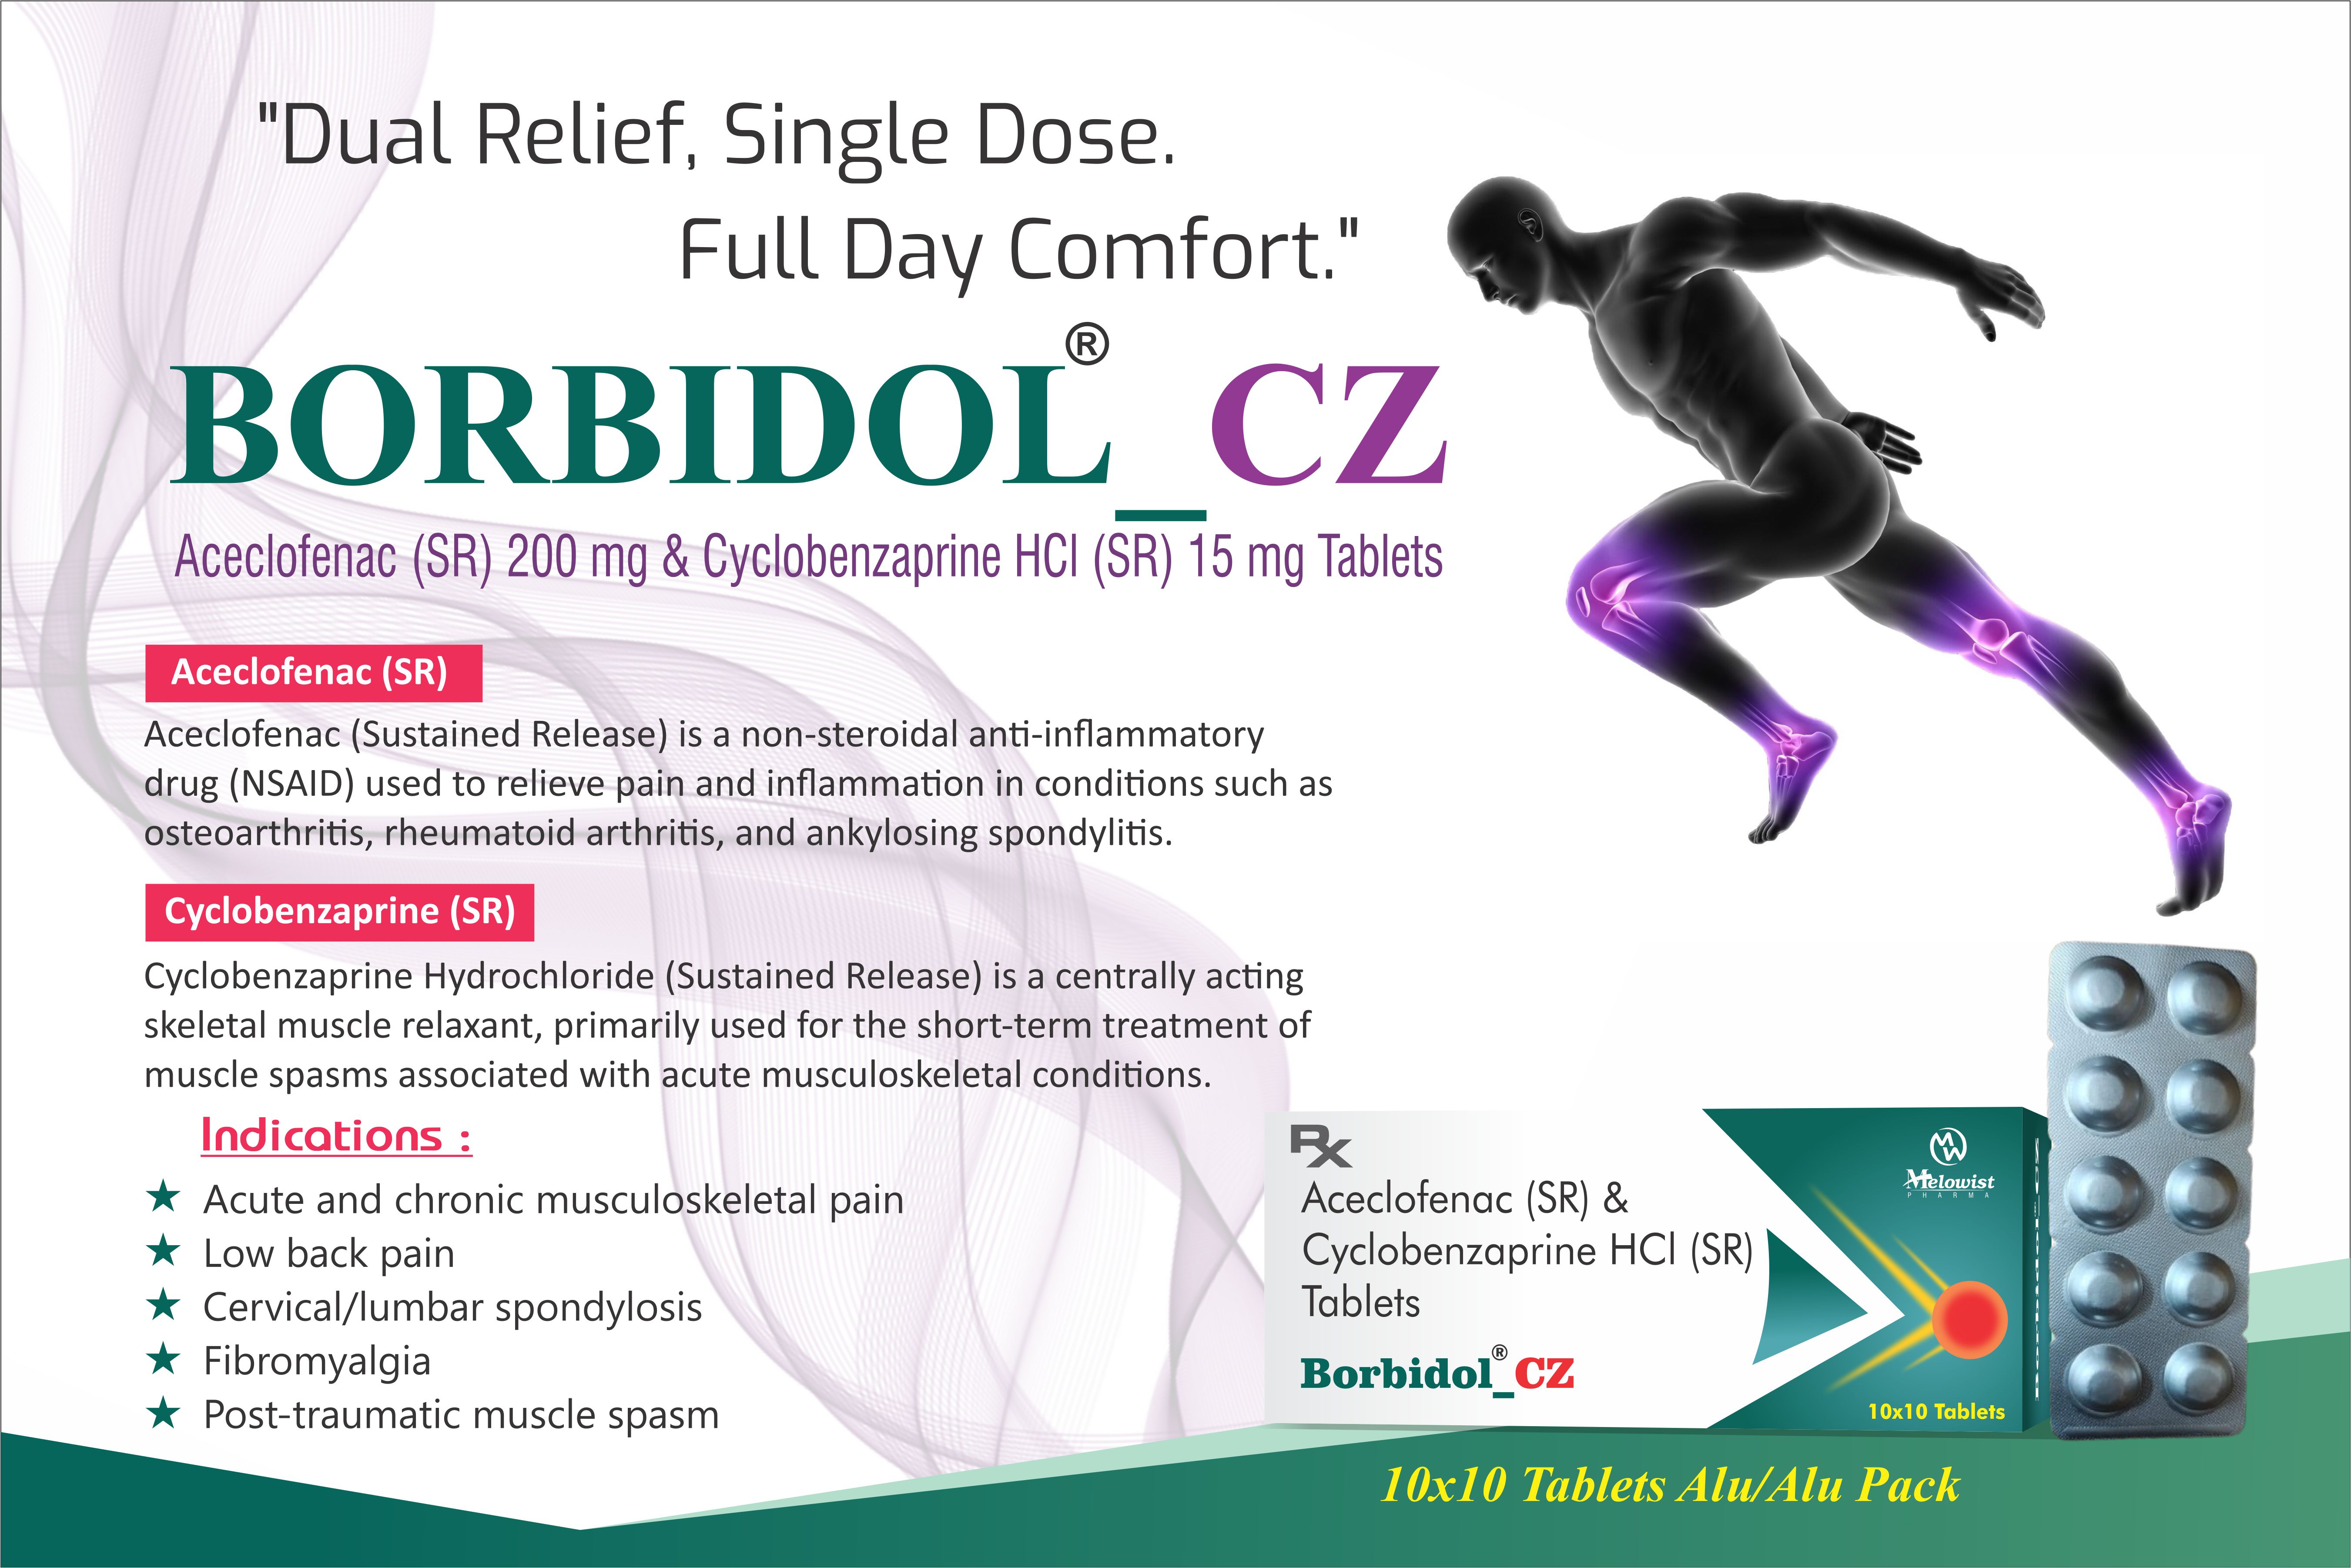 "Dual Relief, Single Dose.
Full Day Comfort."
BORBIDOL®_CZ
Aceclofenac (SR) 200 mg & Cyclobenzaprine HCl (SR) 15 mg Tablets
Aceclofenac (SR)
Aceclofenac (Sustained Release) is a non-steroidal anti-inflammatory
drug (NSAID) used to relieve pain and inflammation in conditions such as
osteoarthritis, rheumatoid arthritis, and ankylosing spondylitis.
Cyclobenzaprine (SR)
Cyclobenzaprine Hydrochloride (Sustained Release) is a centrally acting
skeletal muscle relaxant, primarily used for the short-term treatment of
muscle spasms associated with acute musculoskeletal conditions.
Indications :
★ Acute and chronic musculoskeletal pain
★ Low back pain
★ Cervical/lumbar spondylosis
★ Fibromyalgia
★ Post-traumatic muscle spasm
Rx
Aceclofenac (SR) &
Cyclobenzaprine HCl (SR)
Tablets
Borbidol®_CZ
MW
Melowist
PHARMA
10x10 Tablets
10x10 Tablets Alu/Alu Pack